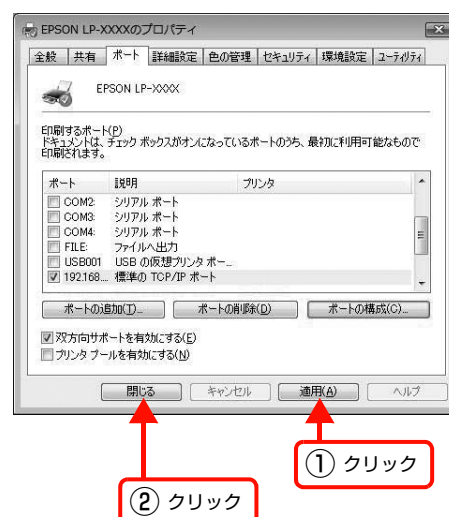 EPSON LP-XXXXのプロパティ
全般 共有 ポート 詳細設定 色の管理 セキュリティ 環境設定 ユーティリティ
EPSON LP-XXXX
印刷するポート(P)
ドキュメントは、チェック ボックスがオンになっているポートのうち、最初に利用可能なもので
印刷されます。
ポート 説明 プリンタ
COM2: シリアル ポート
COM3: シリアル ポート
COM4: シリアル ポート
FILE: ファイルへ出力
USB001 USB の仮想プリンタ ポー...
192.168.... 標準の TCP/IP ポート
ポートの追加(T)... ポートの削除(D) ポートの構成(C)...
双方向サポートを有効にする(E)
プリンタ プールを有効にする(N)
閉じる キャンセル 適用(A) ヘルプ
① クリック
② クリック